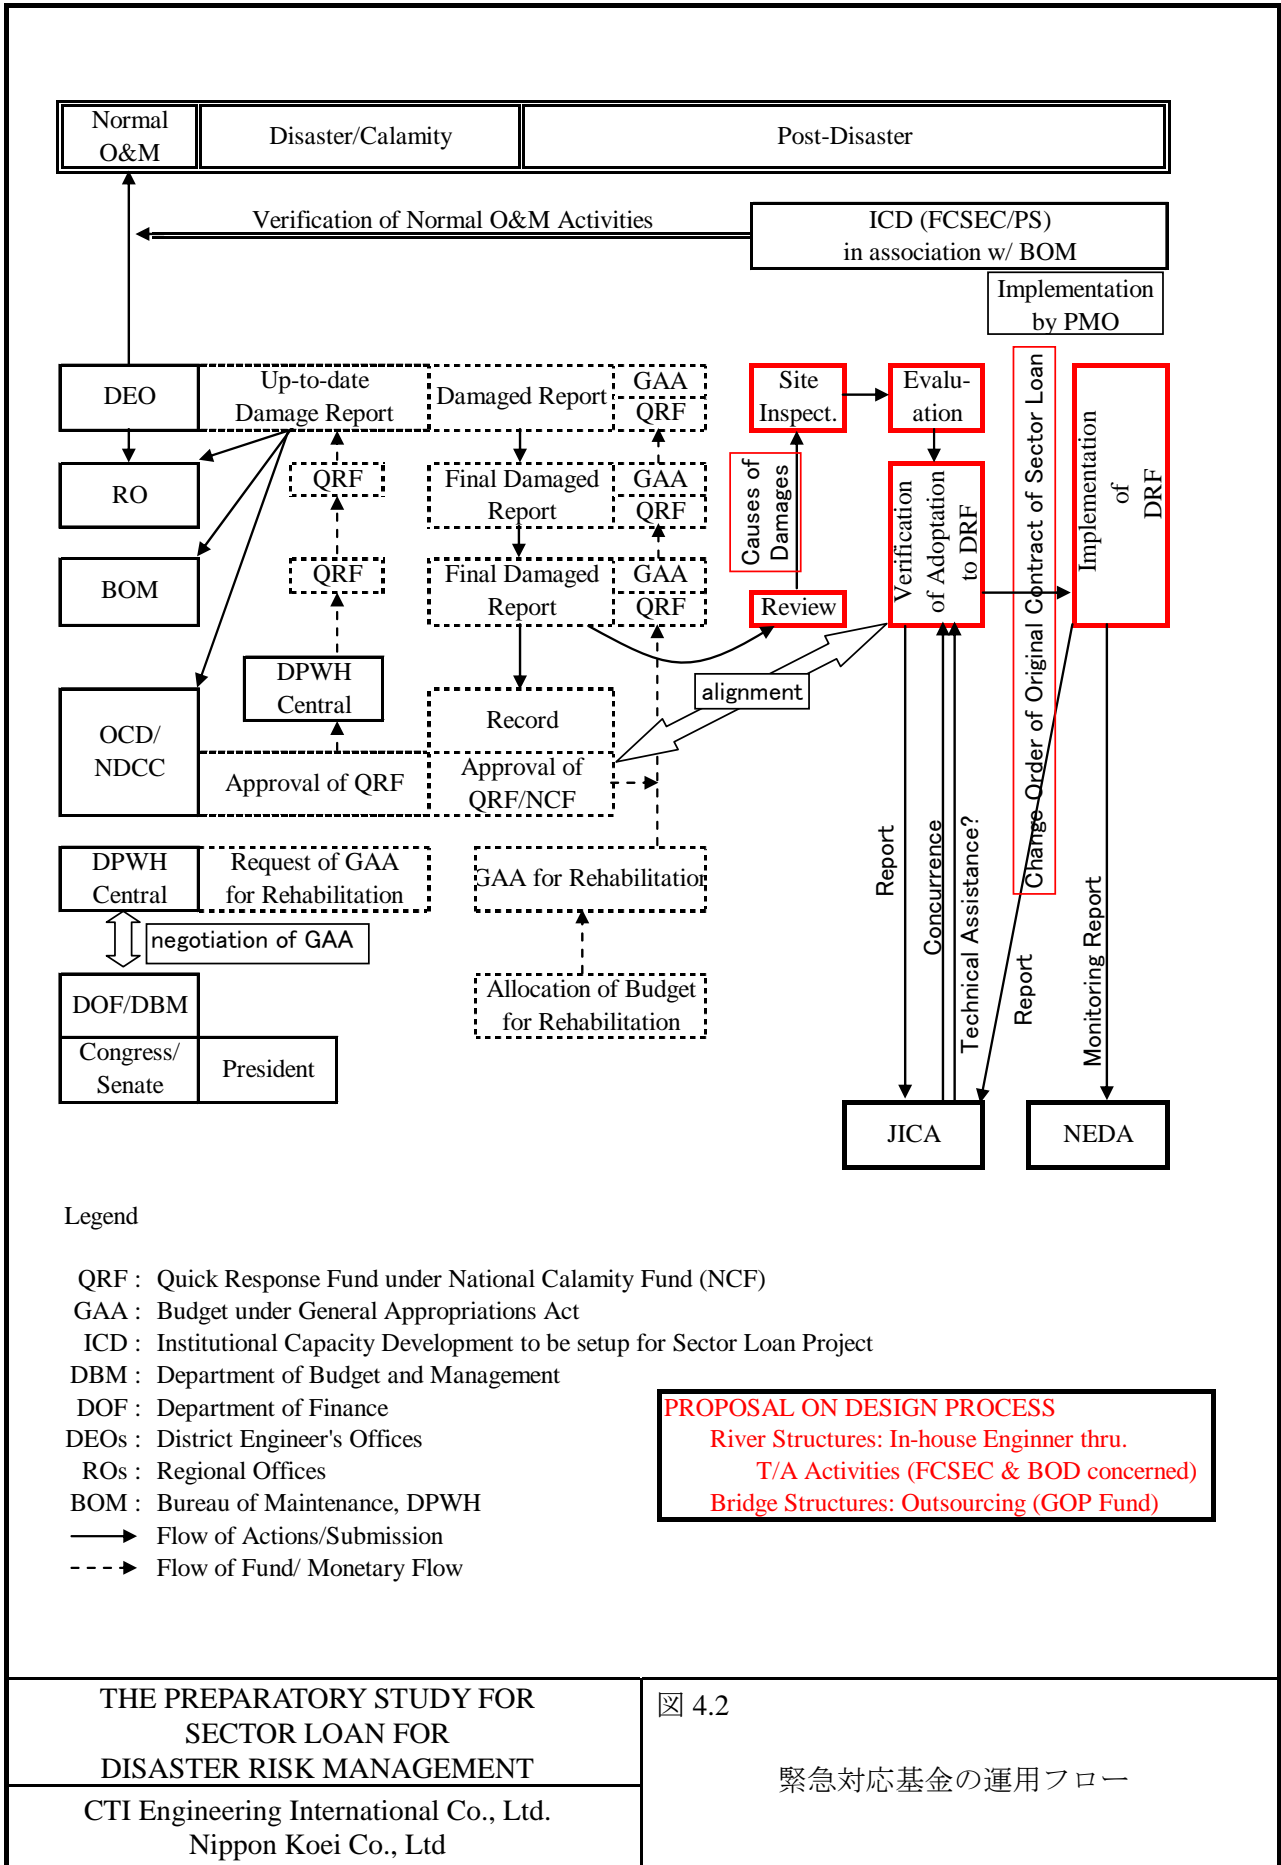 Normal
O&M
Disaster/Calamity
Post-Disaster
Verification of Normal O&M Activities
ICD (FCSEC/PS)
in association w/ BOM
Implementation
by PMO
DEO
Up-to-date
Damage Report
Damaged Report
GAA
QRF
Site
Inspect.
Evalu-
ation
RO
QRF
Final Damaged
Report
GAA
QRF
Causes of
Damages
Verification
of Adoptation
to DRF
Change Order of Original Contract of Sector Loan
Implementation
of
DRF
BOM
QRF
Final Damaged
Report
GAA
QRF
Review
DPWH
Central
alignment
OCD/
NDCC
Record
Approval of QRF
Approval of
QRF/NCF
DPWH
Central
Request of GAA
for Rehabilitation
GAA for Rehabilitation
Report
Concurrence
Technical Assistance?
Report
Monitoring Report
negotiation of GAA
DOF/DBM
Allocation of Budget
for Rehabilitation
Congress/
Senate
President
JICA
NEDA
Legend
QRF : Quick Response Fund under National Calamity Fund (NCF)
GAA : Budget under General Appropriations Act
ICD : Institutional Capacity Development to be setup for Sector Loan Project
DBM : Department of Budget and Management
DOF : Department of Finance
DEOs : District Engineer's Offices
ROs : Regional Offices
BOM : Bureau of Maintenance, DPWH
Flow of Actions/Submission
Flow of Fund/ Monetary Flow
PROPOSAL ON DESIGN PROCESS
River Structures: In-house Enginner thru.
T/A Activities (FCSEC & BOD concerned)
Bridge Structures: Outsourcing (GOP Fund)
THE PREPARATORY STUDY FOR
SECTOR LOAN FOR
DISASTER RISK MANAGEMENT
CTI Engineering International Co., Ltd.
Nippon Koei Co., Ltd
図 4.2
緊急対応基金の運用フロー